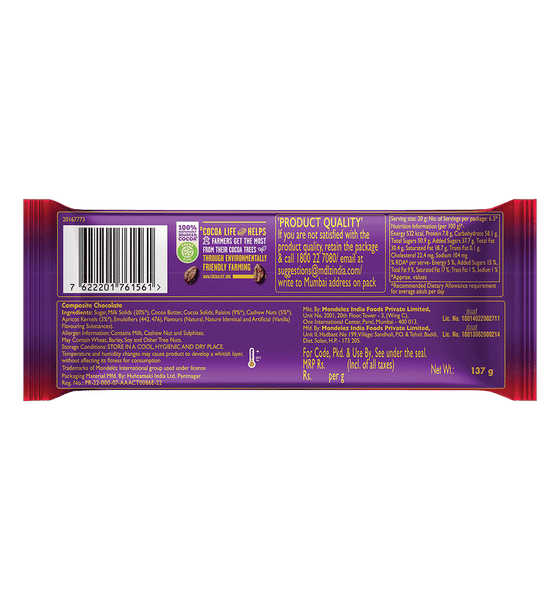 20167773
7 622201 761561 >
100%
SUSTAINABLY
SOURCED
COCOA
COCOA LIFE HELPS
FARMERS GET THE MOST
FROM THEIR COCOA TREES
THROUGH ENVIRONMENTALLY
FRIENDLY FARMING
WWW.COCOALIFE.ORG
'PRODUCT QUALITY'
If you are not satisfied with the
product quality, retain the package
& call 1800 22 7080/ email at
suggestions@mdlzindia.com/
write to Mumbai address on pack
Serving size: 20 g; No. of Servings per package: 6.5*
Nutrition Information (per 100 g)*:
Energy 532 kcal, Protein 7.8 g, Carbohydrate 58.1 g,
Total Sugars 50.9 g, Added Sugars 37.7 g, Total Fat
30.4 g, Saturated Fat 18.7 g, Trans Fat 0.1 g,
Cholesterol 22.4 mg, Sodium 104 mg
% RDA* per serve- Energy 5 %, Added Sugars 15 %,
Total Fat 9 %, Saturated Fat 17 %, Trans Fat 1 %, Sodium 1 %
*Approx. values
*Recommended Dietary Allowance requirement
for average adult per day
Composite Chocolate
Ingredients: Sugar, Milk Solids (20%*), Cocoa Butter, Cocoa Solids, Raisins (9%*), Cashew Nuts (5%*),
Apricot Kernels (3%*), Emulsifiers (442, 476), Flavours (Natural, Nature Identical and Artificial (Vanilla)
Flavouring Substances).
Allergen Information: Contains Milk, Cashew Nut and Sulphites.
May Contain Wheat, Barley, Soy and Other Tree Nuts.
Storage Conditions: STORE IN A COOL, HYGIENIC AND DRY PLACE.
Temperature and humidity changes may cause product to develop a whitish layer,
without affecting its fitness for consumption
Trademarks of Mondelez International group used under license
Packaging Material Mfd. By: Huhtamaki India Ltd. Pantnagar.
Reg. No.: PR-22-000-07-AAACT0086E-22
Mkt. By: Mondelez India Foods Private Limited,
Unit No. 2001, 20th Floor, Tower - 3, (Wing C),
One International Center, Parel, Mumbai - 400 013.
Lic. No. 10014022002711
Mfd. By: Mondelez India Foods Private Limited,
Unit II, Hadbast No. 199, Village. Sandholi, P.O. & Tehsil Baddi,
Dist. Solan, H.P. - 173 205.
Lic. No. 10013062000214
For Code, Pkd. & Use By, See under the seal.
MRP Rs. (Incl. of all taxes)
Rs. per g
Net Wt.: 137 g